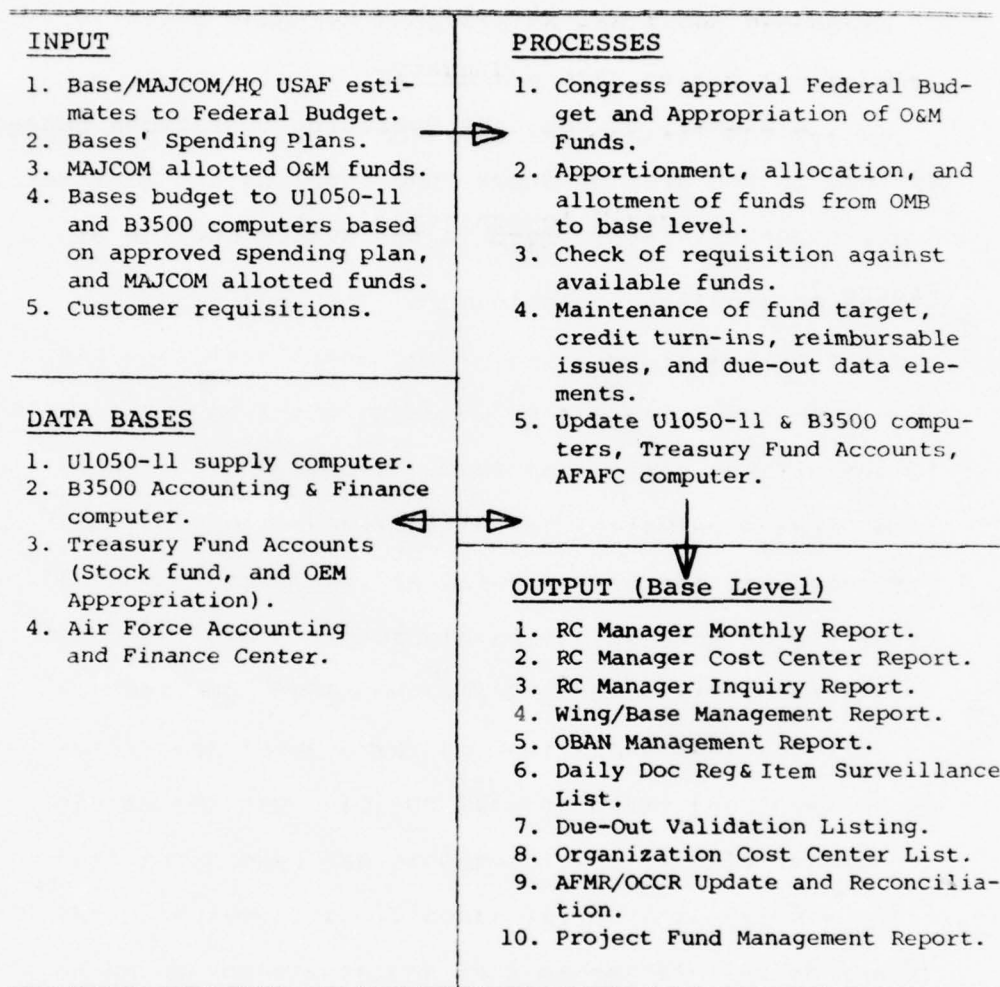 INPUT
1. Base/MAJCOM/HQ USAF esti-
mates to Federal Budget.
2. Bases' Spending Plans.
3. MAJCOM allotted O&M funds.
4. Bases budget to U1050-11
and B3500 computers based
on approved spending plan,
and MAJCOM allotted funds.
5. Customer requisitions.
PROCESSES
1. Congress approval Federal Bud-
get and Appropriation of O&M
Funds.
2. Apportionment, allocation, and
allotment of funds from OMB
to base level.
3. Check of requisition against
available funds.
4. Maintenance of fund target,
credit turn-ins, reimbursable
issues, and due-out data ele-
ments.
5. Update U1050-11 & B3500 compu-
ters, Treasury Fund Accounts,
AFAFC computer.
DATA BASES
1. U1050-11 supply computer.
2. B3500 Accounting & Finance
computer.
3. Treasury Fund Accounts
(Stock fund, and OEM
Appropriation).
4. Air Force Accounting
and Finance Center.
OUTPUT (Base Level)
1. RC Manager Monthly Report.
2. RC Manager Cost Center Report.
3. RC Manager Inquiry Report.
4. Wing/Base Management Report.
5. OBAN Management Report.
6. Daily Doc Reg& Item Surveillance
List.
7. Due-Out Validation Listing.
8. Organization Cost Center List.
9. AFMR/OCCR Update and Reconcilia-
tion.
10. Project Fund Management Report.